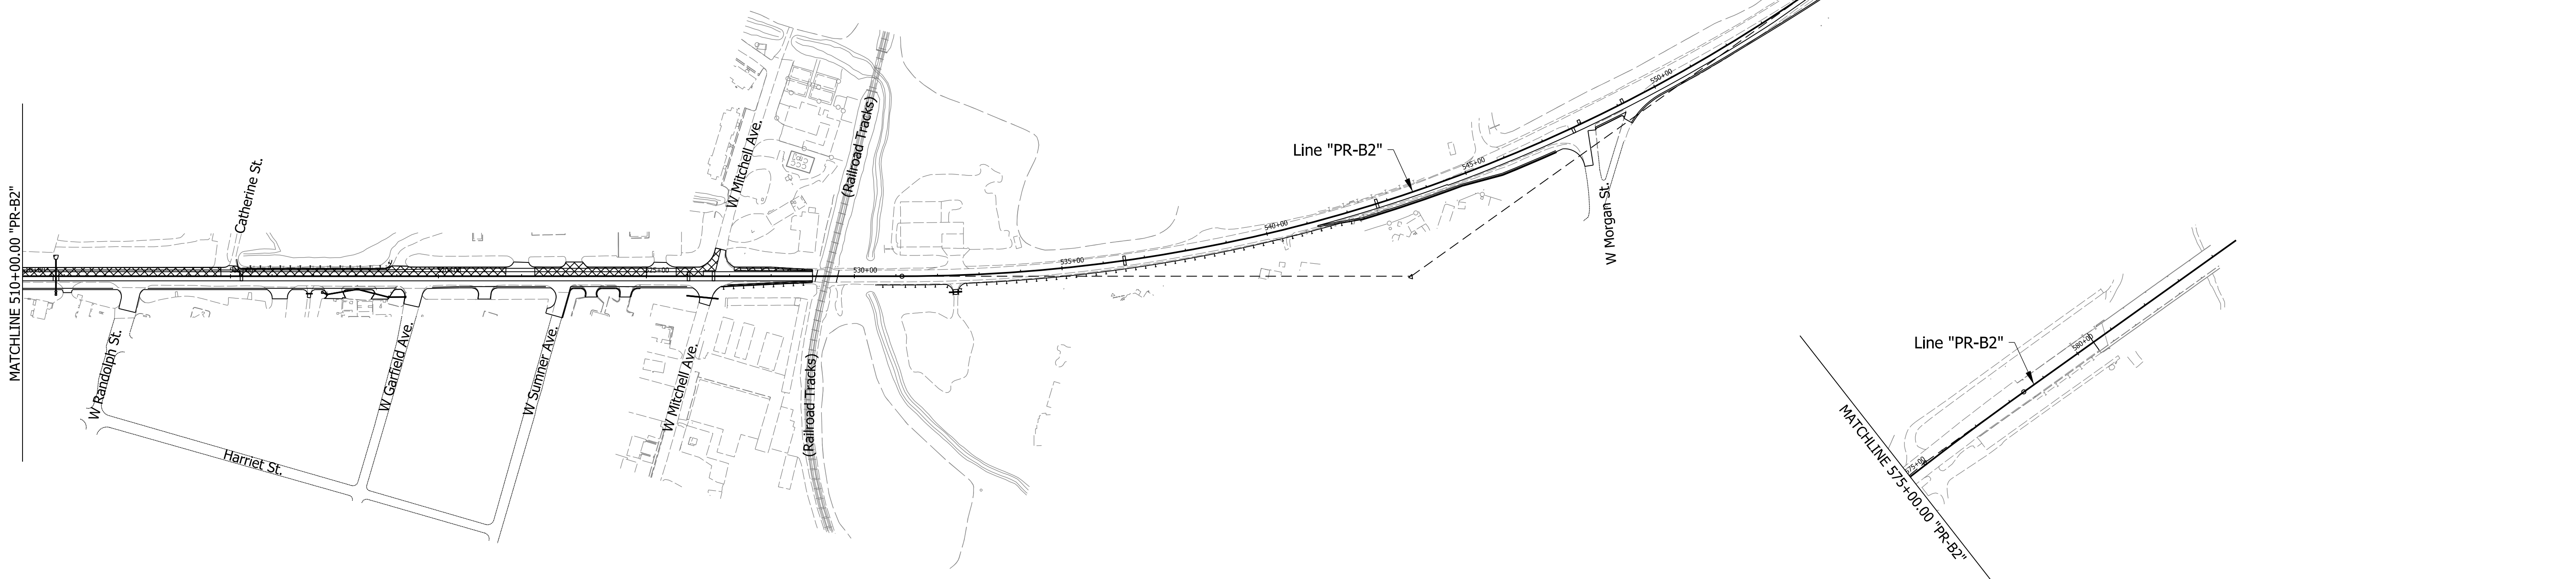 MATCHLINE 510+00.00 "PR-B2"
Catherine St.
W Randolph St.
W Garfield Ave.
Harriet St.
W Sumner Ave.
W Mitchell Ave.
W Mitchell Ave.
(Railroad Tracks)
(Railroad Tracks)
530+00
535+00
540+00
545+00
550+00
Line "PR-B2"
W Morgan St.
Line "PR-B2"
575+00
580+00
MATCHLINE 575+00.00 "PR-B2"